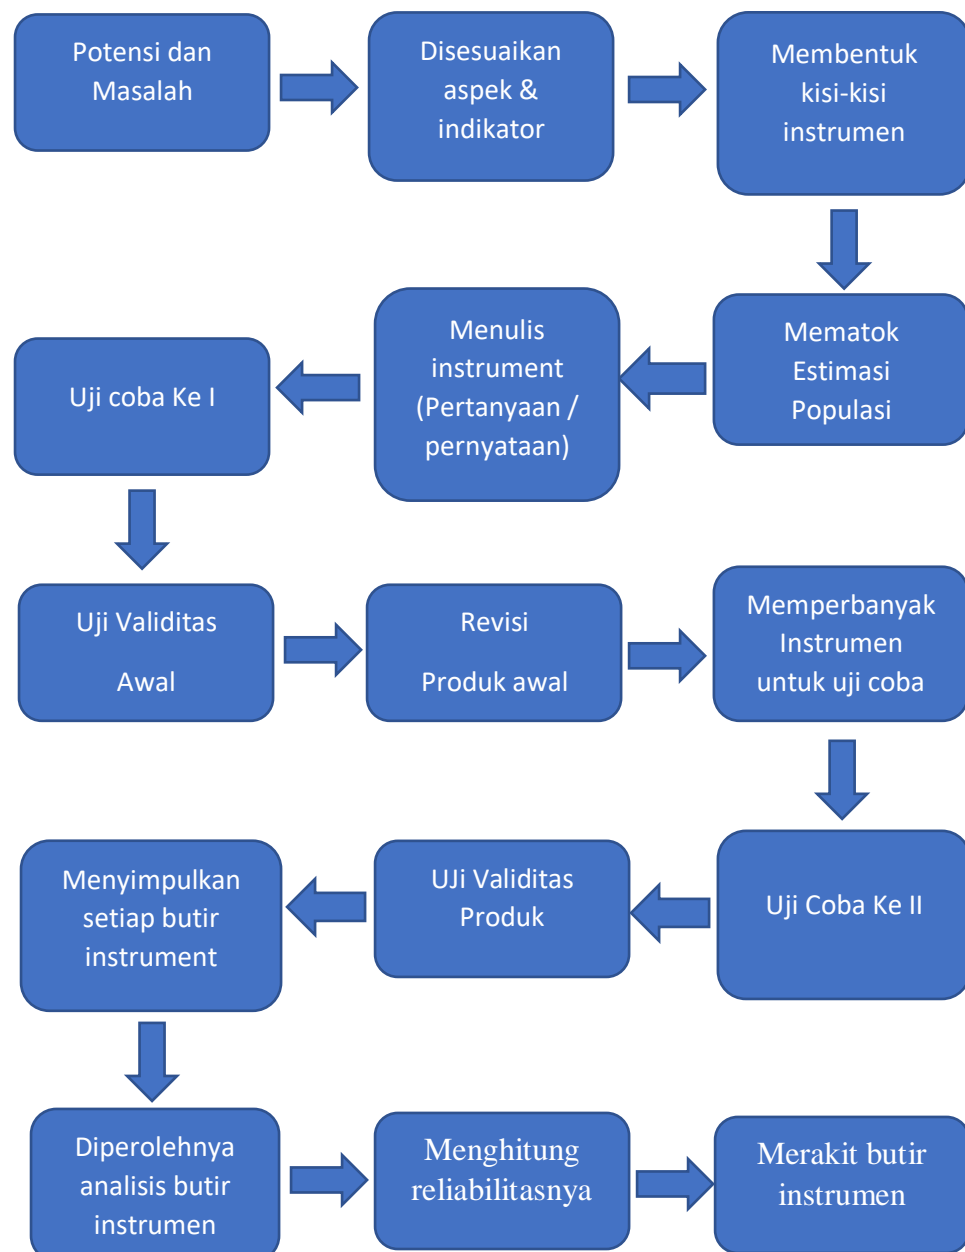 Potensi dan
Masalah
Disesuaikan
aspek &
indikator
Membentuk
kisi-kisi
instrumen
Mematok
Estimasi
Populasi
Menulis
instrument
(Pertanyaan /
pernyataan)
Uji coba Ke I
Uji Validitas
Awal
Revisi
Produk awal
Memperbanyak
Instrumen
untuk uji coba
Uji Coba Ke II
UJi Validitas
Produk
Menyimpulkan
setiap butir
instrument
Diperolehnya
analisis butir
instrumen
Menghitung
reliabilitasnya
Merakit butir
instrumen